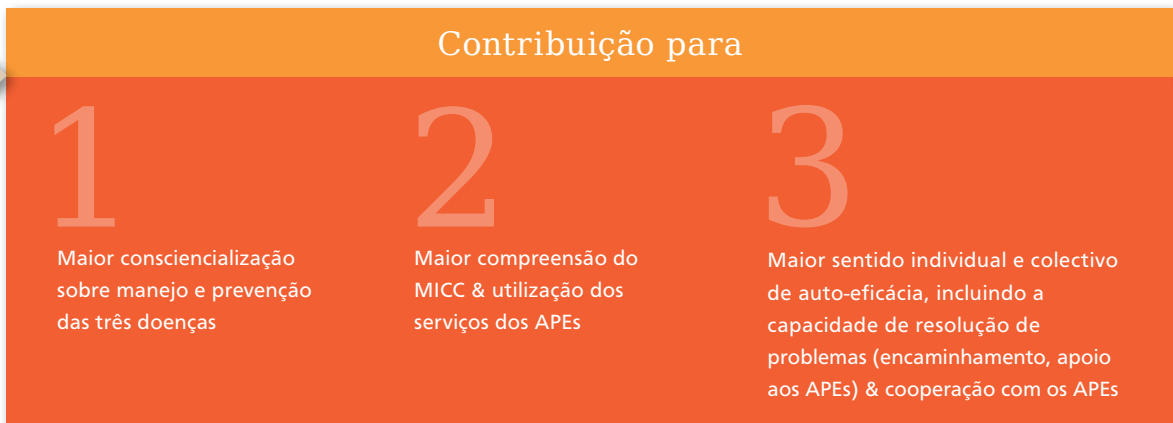 Contribuição para
1
Maior consciencialização
sobre manejo e prevenção
das três doenças
2
Maior compreensão do
MICC & utilização dos
serviços dos APEs
3
Maior sentido individual e colectivo
de auto-eficácia, incluindo a
capacidade de resolução de
problemas (encaminhamento, apoio
aos APEs) & cooperação com os APEs